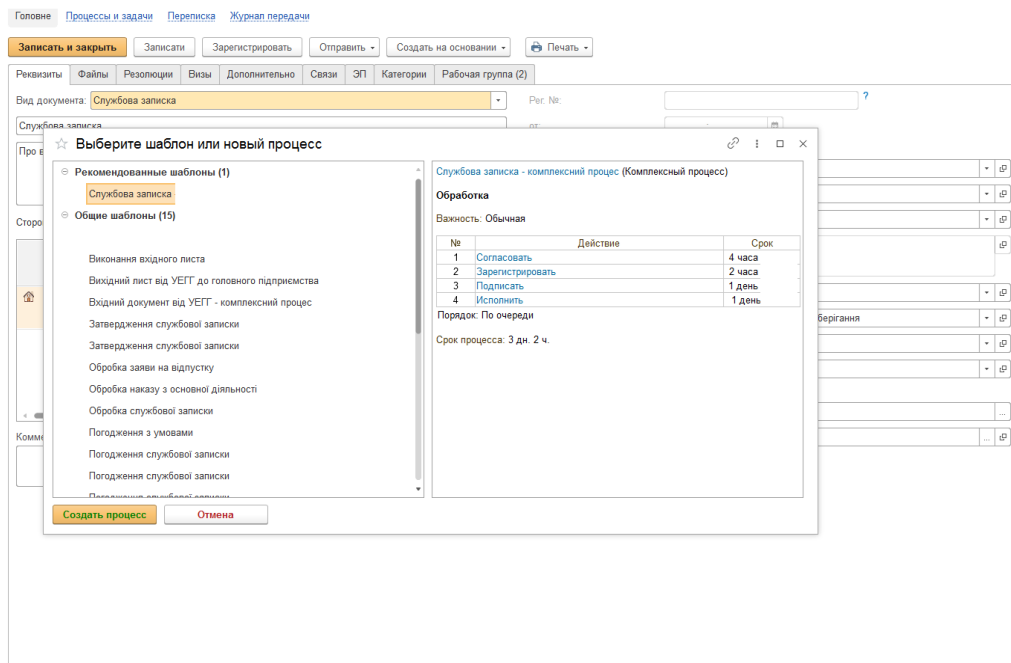 Головне Процессы и задачи Переписка Журнал передачи
Записать и закрыть Записати Зарегистрировать Отправить Создать на основании Печать
Реквизиты Файлы Резолюции Визы Дополнительно Связи ЭП Категории Рабочая группа (2)
Вид документа: Службова записка Рег. №: ?
Службова записка от:
Выберите шаблон или новый процесс
Про в
Рекомендованные шаблоны (1)
Службова записка
Общие шаблоны (15)
Виконання вхідного листа
Вихідний лист від УЕГГ до головного підприємства
Вхідний документ від УЕГГ - комплексний процес
Затвердження службової записки
Затвердження службової записки
Обробка заяви на відпустку
Обробка наказу з основної діяльності
Обробка службової записки
Погодження з умовами
Погодження службової записки
Погодження службової записки
Погодження службової записки
Службова записка - комплексний процес (Комплексный процесс)
Обработка
Важность: Обычная
№ Действие Срок
1 Согласовать 4 часа
2 Зарегистрировать 2 часа
3 Подписать 1 день
4 Исполнить 1 день
Порядок: По очереди
Срок процесса: 3 дн. 2 ч.
Создать процесс Отмена
Сторо
Комме
берігання